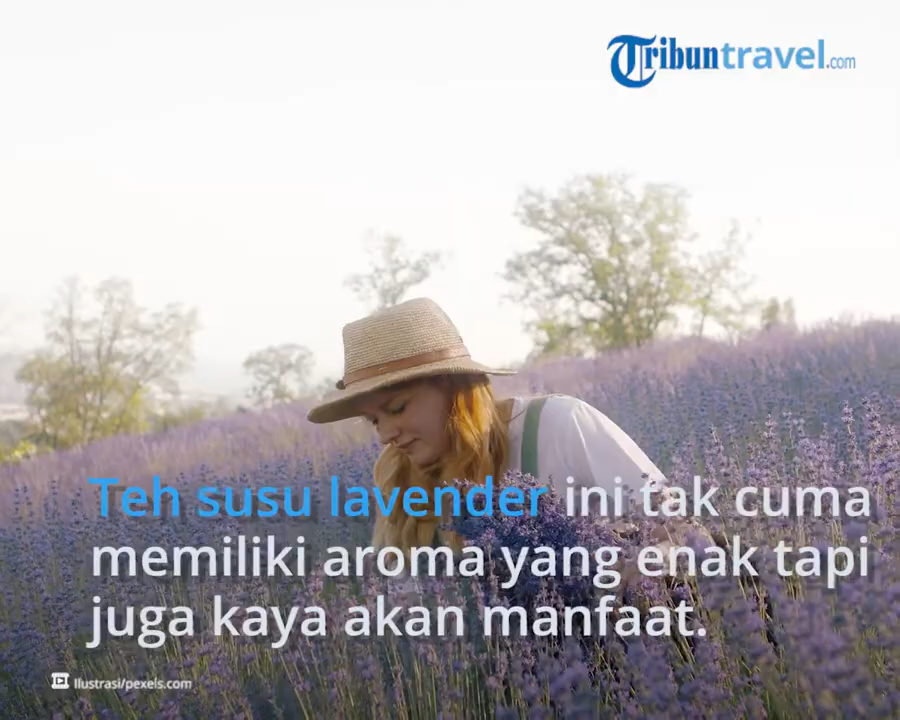 Tribuntravel.com
Teh susu lavender ini tak cuma
memiliki aroma yang enak tapi
juga kaya akan manfaat.
Ilustrasi/pexels.com